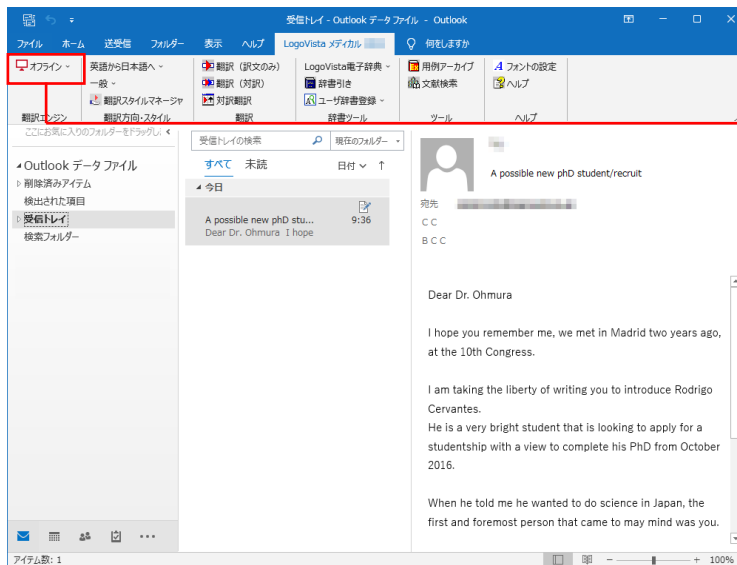 受信トレイ - Outlook データ ファイル - Outlook
ファイル ホーム 送受信 フォルダー 表示 ヘルプ LogoVista メディカル 何をしますか
オフライン 英語から日本語へ 翻訳（訳文のみ） LogoVista電子辞典 用例アーカイブ フォントの設定
一般 翻訳（対訳） 辞書引き 文献検索 ヘルプ
翻訳スタイルマネージャ 対訳翻訳 ユーザ辞書登録
翻訳エンジン 翻訳方向・スタイル 翻訳 辞書ツール ツール ヘルプ
ここにお気に入りのフォルダーをドラッグし
Outlook データ ファイル
削除済みアイテム
検出された項目
受信トレイ
検索フォルダー
受信トレイの検索 現在のフォルダー
すべて 未読 日付 ↑
今日
A possible new phD stu... 9:36
Dear Dr. Ohmura I hope
A possible new phD student/recruit
宛先
CC
BCC
Dear Dr. Ohmura
I hope you remember me, we met in Madrid two years ago,
at the 10th Congress.
I am taking the liberty of writing you to introduce Rodrigo
Cervantes.
He is a very bright student that is looking to apply for a
studentship with a view to complete his PhD from October
2016.
When he told me he wanted to do science in Japan, the
first and foremost person that came to may mind was you.
アイテム数: 1
100%